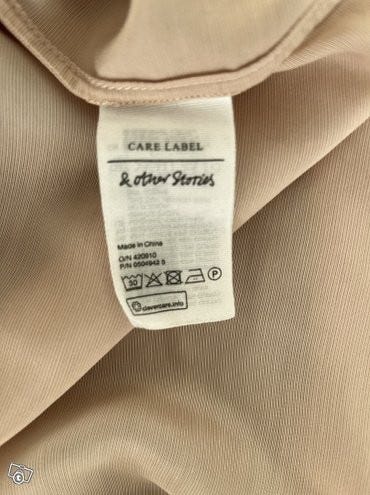 CARE LABEL
& other Stories
Made in China
O/N 420910
P/N 0504942 5
30 P
clevercare.info